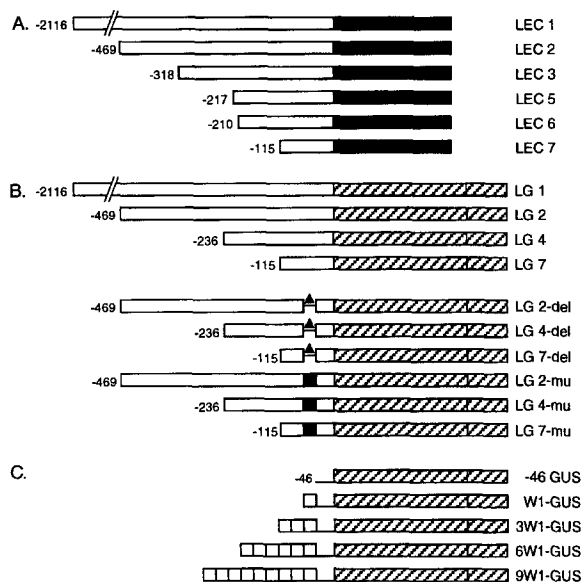 A.
-2116 LEC 1
-469 LEC 2
-318 LEC 3
-217 LEC 5
-210 LEC 6
-115 LEC 7
B.
-2116 LG 1
-469 LG 2
-236 LG 4
-115 LG 7
-469 LG 2-del
-236 LG 4-del
-115 LG 7-del
-469 LG 2-mu
-236 LG 4-mu
-115 LG 7-mu
C.
-46 -46 GUS
W1-GUS
3W1-GUS
6W1-GUS
9W1-GUS